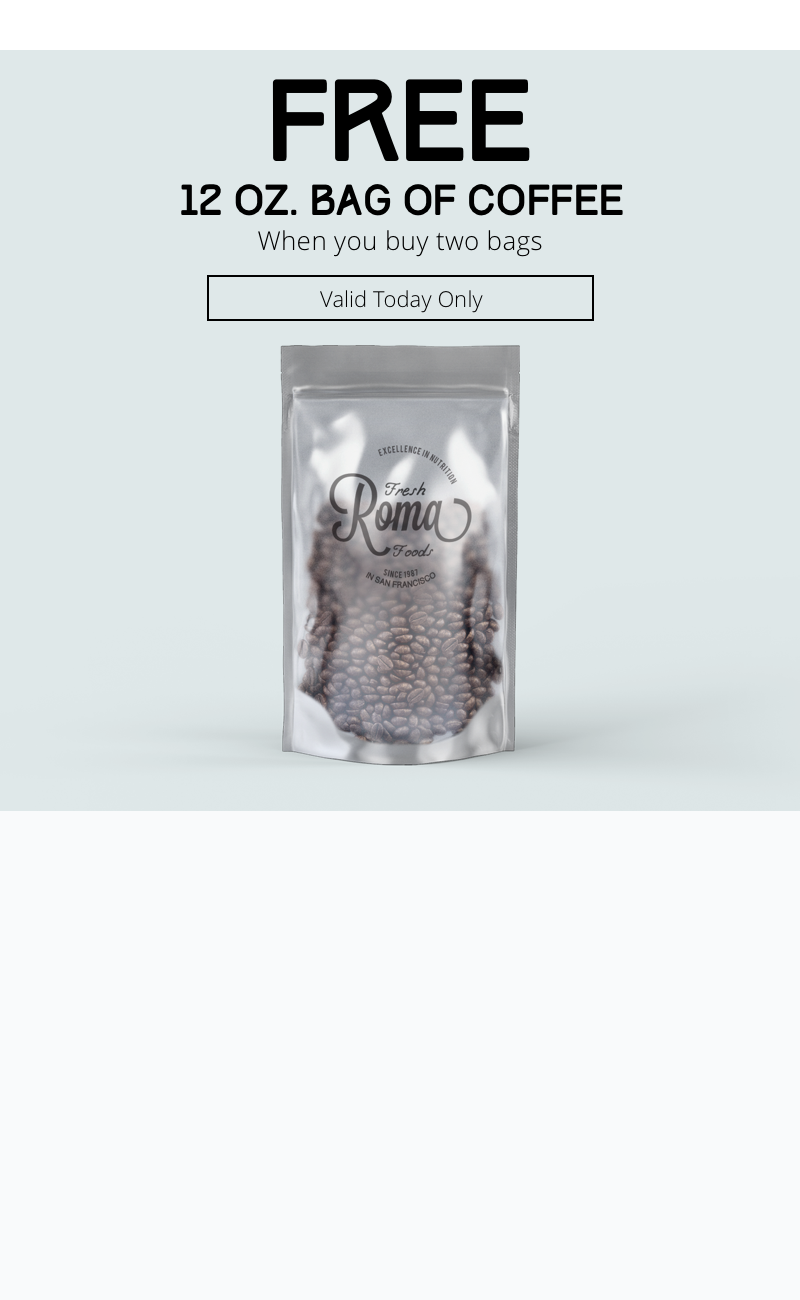 FREE
12 OZ. BAG OF COFFEE
When you buy two bags
Valid Today Only
EXCELLENCE IN NUTRITION
Fresh
Roma
Foods
SINCE 1987
IN SAN FRANCISCO